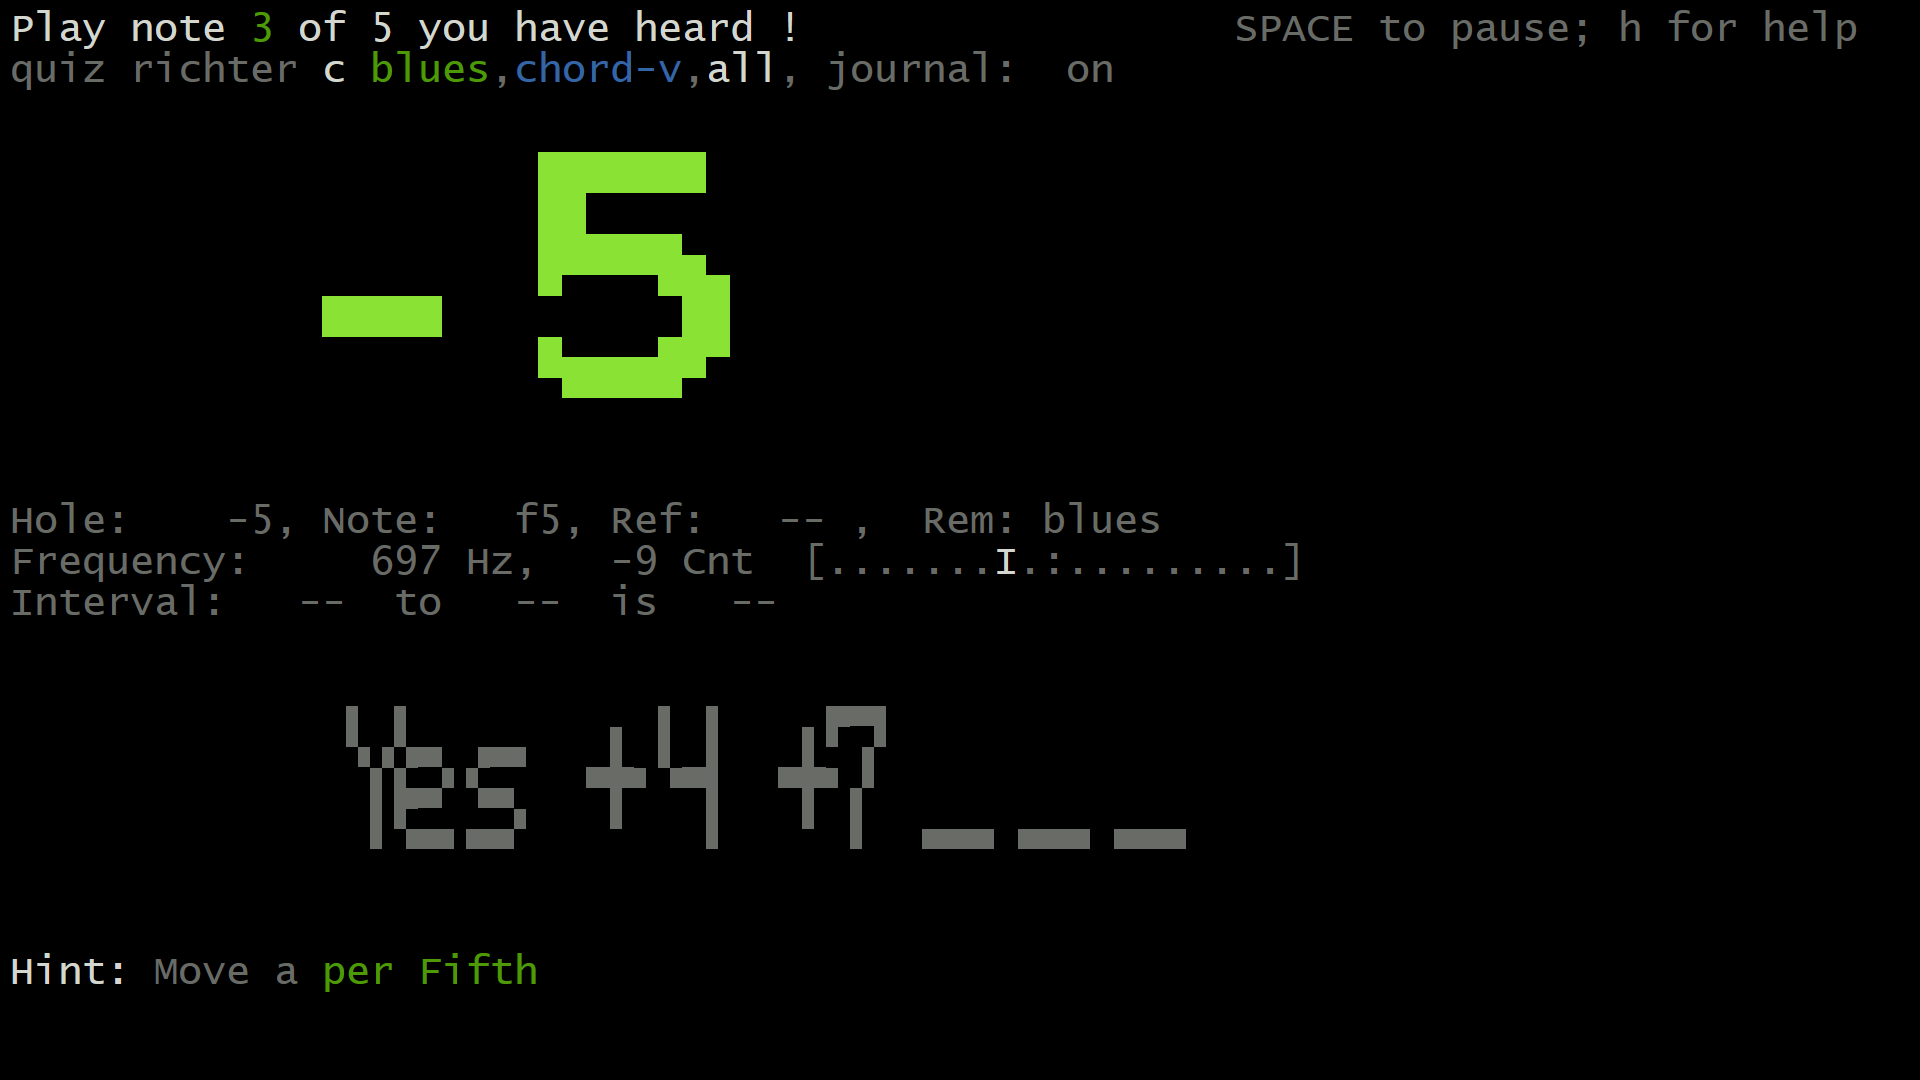 Play note 3 of 5 you have heard ! SPACE to pause; h for help
quiz richter c blues,chord-v,all, journal:  on
-5
Hole:    -5, Note:   f5, Ref:   -- ,  Rem: blues
Frequency:     697 Hz,   -9 Cnt  [.......I.:.........]
Interval:   --  to   --  is   --
Yes +4 +7 _ _ _
Hint: Move a per Fifth